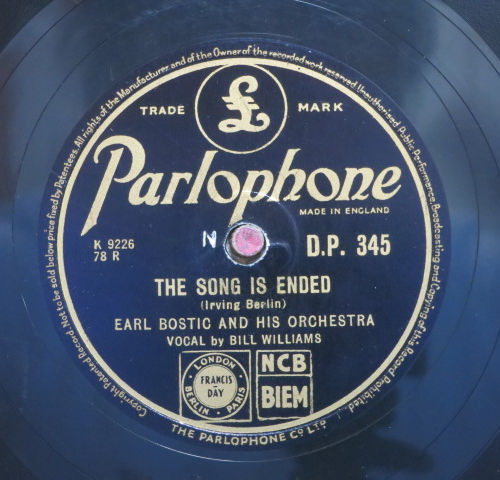 All rights of the Manufacturer and of the Owner of the recorded work reserved. Unauthorised Public Performance, Broadcasting and Copying of this Record Prohibited.
TRADE MARK
£
Parlophone
MADE IN ENGLAND
K 9226
78 R
N
D.P. 345
THE SONG IS ENDED
(Irving Berlin)
EARL BOSTIC AND HIS ORCHESTRA
VOCAL by BILL WILLIAMS
LONDON
FRANCIS-DAY
BERLIN · PARIS
NCB
BIEM
Copyright Patented Record Not to be sold below price fixed by Patentees.
THE PARLOPHONE Co Ltd